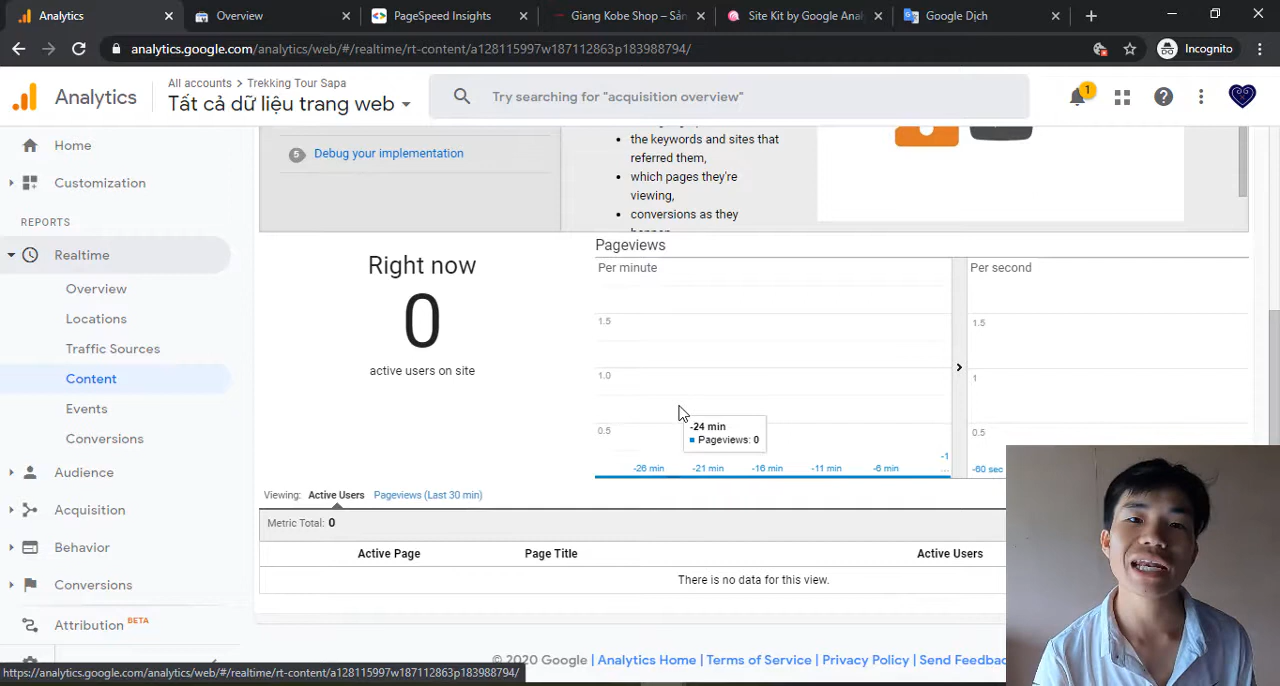 Analytics
Overview
PageSpeed Insights
Giang Kobe Shop – Sản
Site Kit by Google Anal
Google Dịch
analytics.google.com/analytics/web/#/realtime/rt-content/a128115997w187112863p183988794/
Incognito
Analytics
All accounts > Trekking Tour Sapa
Tất cả dữ liệu trang web
Try searching for "acquisition overview"
1
Home
Customization
REPORTS
Realtime
Overview
Locations
Traffic Sources
Content
Events
Conversions
Audience
Acquisition
Behavior
Conversions
Attribution BETA
5 Debug your implementation
the keywords and sites that
referred them,
which pages they're
viewing,
conversions as they
Right now
0
active users on site
Pageviews
Per minute
1.5
1.0
0.5
-24 min
Pageviews: 0
-26 min
-21 min
-16 min
-11 min
-6 min
-1
...
Per second
1.5
1
0.5
-60 sec
Viewing: Active Users Pageviews (Last 30 min)
Metric Total: 0
Active Page
Page Title
Active Users
There is no data for this view.
© 2020 Google | Analytics Home | Terms of Service | Privacy Policy | Send Feedbac
https://analytics.google.com/analytics/web/#/realtime/rt-content/a128115997w187112863p183988794/